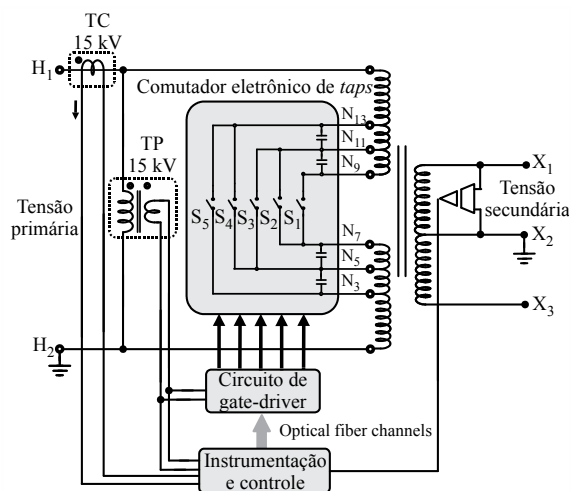 TC
15 kV
H1
Comutador eletrônico de taps
N13
N11
N9
TP
15 kV
X1
Tensão
primária
S5
S4
S3
S2
S1
Tensão
secundária
N7
X2
N5
N3
X3
H2
Circuito de
gate-driver
Optical fiber channels
Instrumentação
e controle